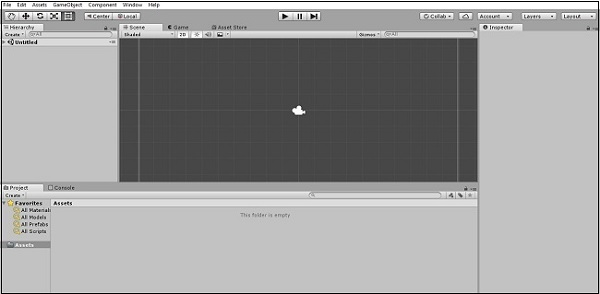 File Edit Assets GameObject Component Window Help
Center Local Collab Account Layers Layout
Hierarchy
Create All
Untitled
Scene Game Asset Store
Shaded 2D Gizmos All
Inspector
Project Console
Create
Favorites
All Materials
All Models
All Prefabs
All Scripts
Assets
Assets
This folder is empty